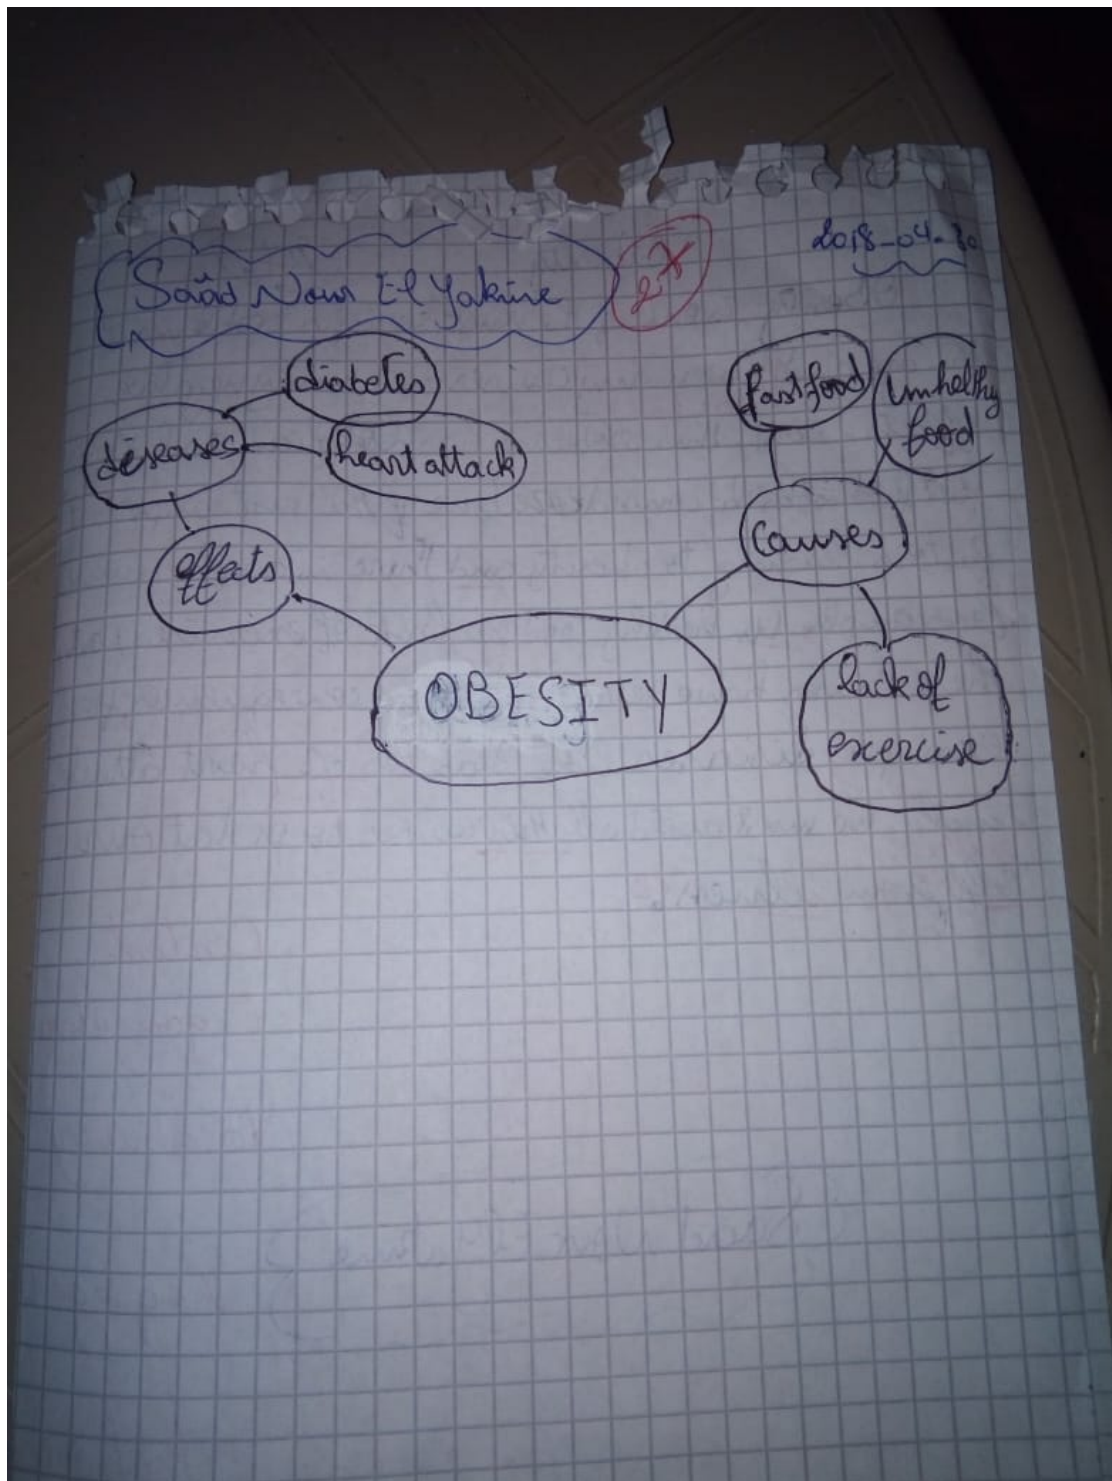 2018-04-30
Saâd Nour El Yakine
diabetes
fast food
unhelthy
food
diseases
heart attack
causes
effects
OBESITY
lack of
exercise